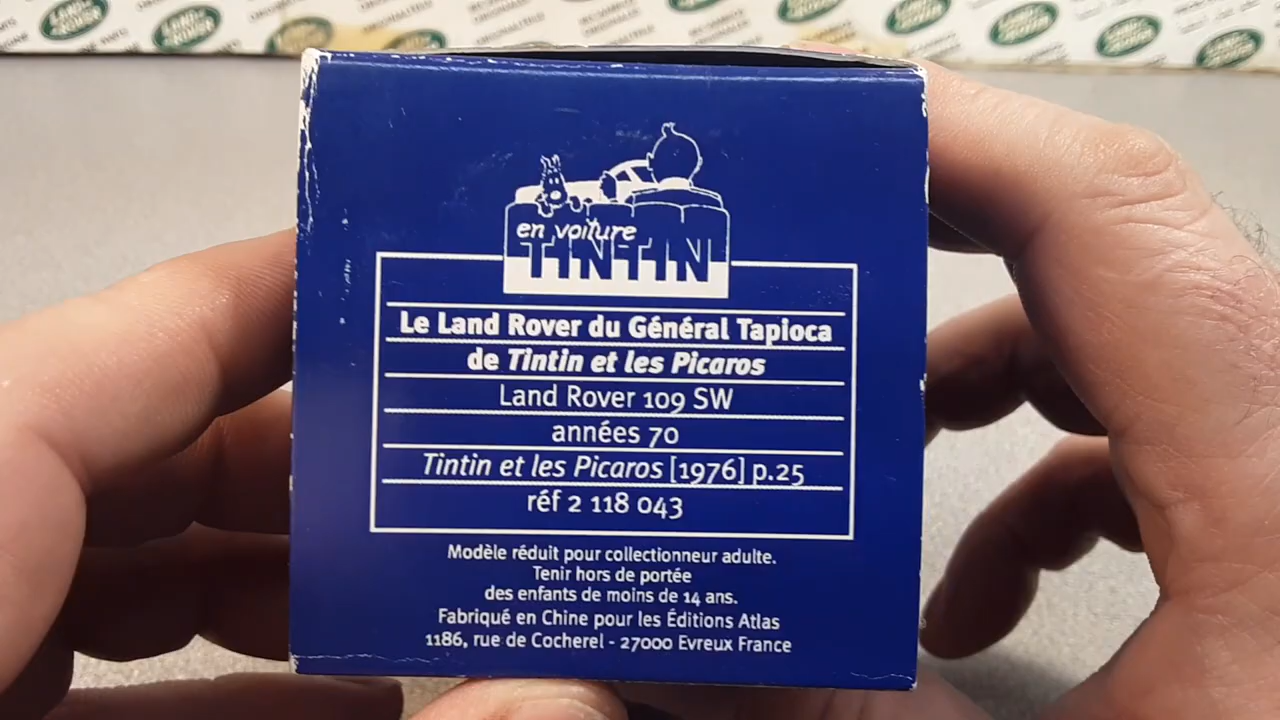 en voiture
TINTIN
Le Land Rover du Général Tapioca
de Tintin et les Picaros
Land Rover 109 SW
années 70
Tintin et les Picaros [1976] p.25
réf 2 118 043
Modèle réduit pour collectionneur adulte.
Tenir hors de portée
des enfants de moins de 14 ans.
Fabriqué en Chine pour les Éditions Atlas
1186, rue de Cocherel - 27000 Evreux France